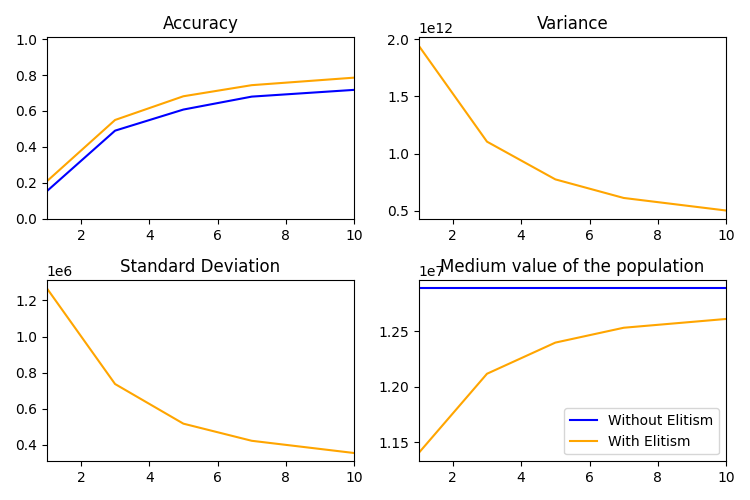 Accuracy
1.0
0.8
0.6
0.4
0.2
0.0
2 4 6 8 10
Variance
1e12
2.0
1.5
1.0
0.5
2 4 6 8 10
Standard Deviation
1e6
1.2
1.0
0.8
0.6
0.4
2 4 6 8 10
Medium value of the population
1e7
1.25
1.20
1.15
2 4 6 8 10
Without Elitism
With Elitism